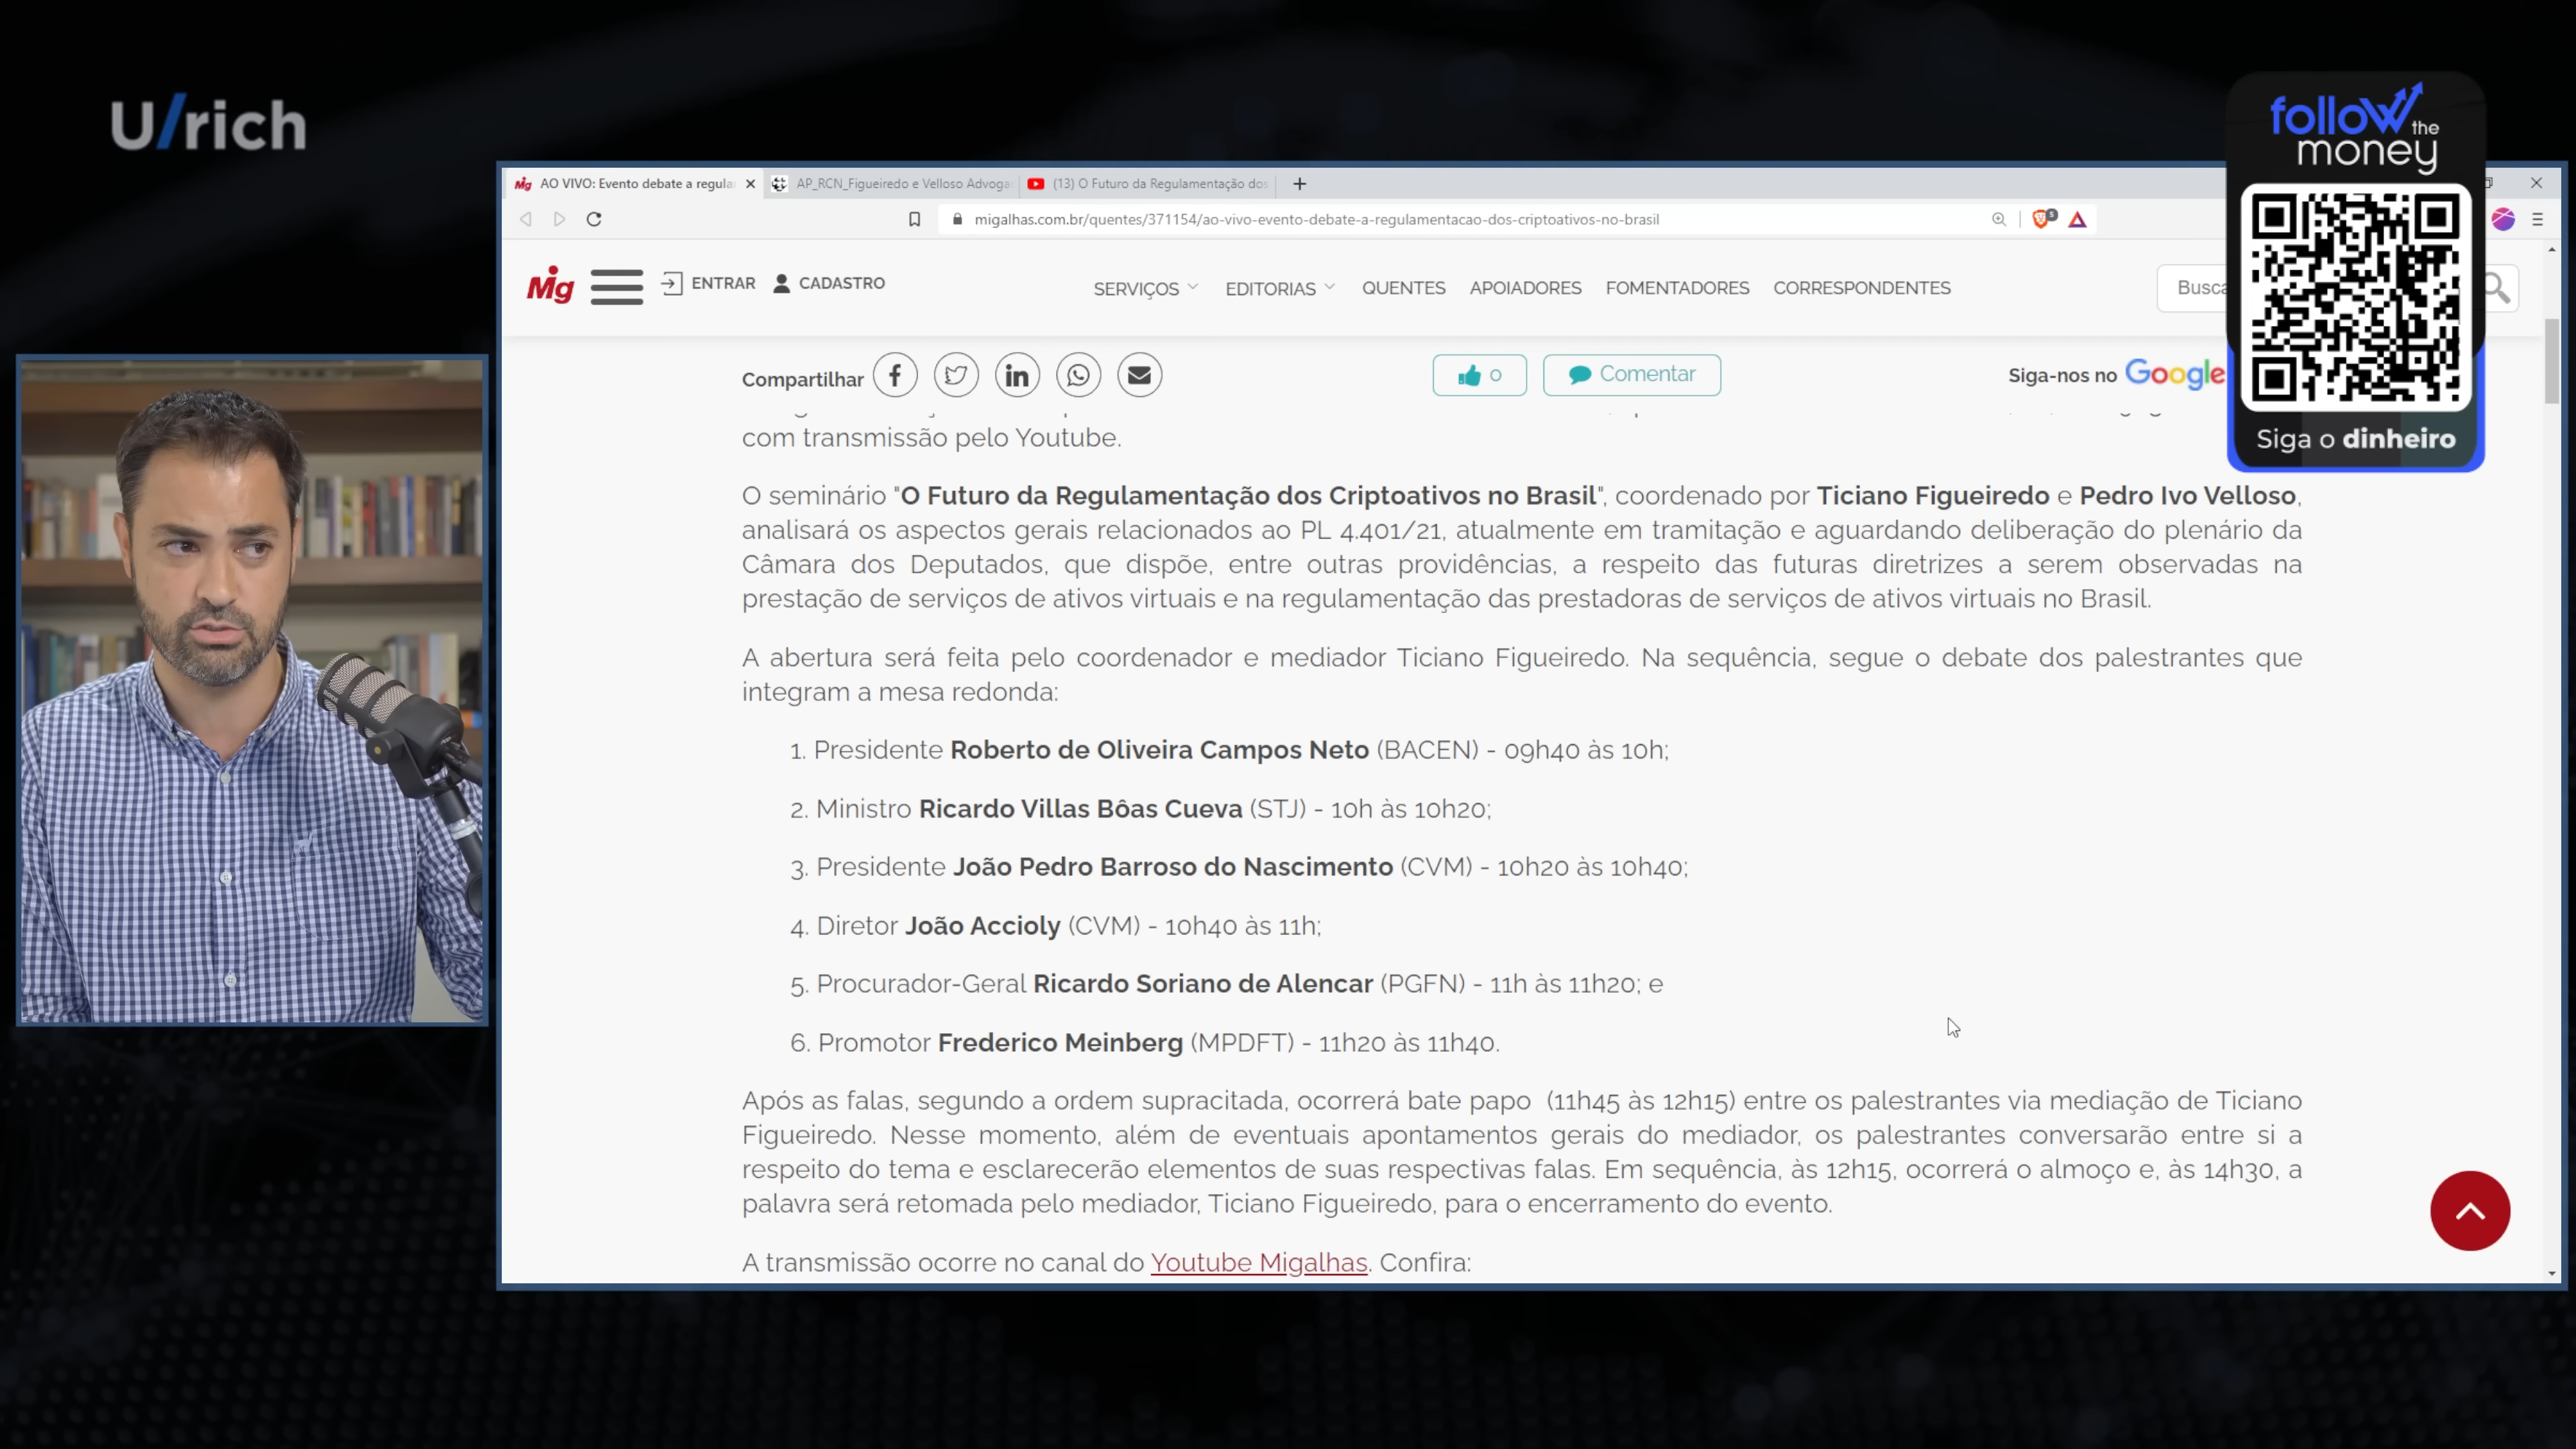 U/rich
follow the money
Siga o dinheiro
AO VIVO: Evento debate a regula
AP_RCN_Figueiredo e Velloso Advoga
(13) O Futuro da Regulamentação dos
migalhas.com.br/quentes/371154/ao-vivo-evento-debate-a-regulamentacao-dos-criptoativos-no-brasil
5
Mg
ENTRAR
CADASTRO
SERVIÇOS
EDITORIAS
QUENTES
APOIADORES
FOMENTADORES
CORRESPONDENTES
Busca
Compartilhar
0
Comentar
Siga-nos no Google
com transmissão pelo Youtube.
O seminário "O Futuro da Regulamentação dos Criptoativos no Brasil", coordenado por Ticiano Figueiredo e Pedro Ivo Velloso,
analisará os aspectos gerais relacionados ao PL 4.401/21, atualmente em tramitação e aguardando deliberação do plenário da
Câmara dos Deputados, que dispõe, entre outras providências, a respeito das futuras diretrizes a serem observadas na
prestação de serviços de ativos virtuais e na regulamentação das prestadoras de serviços de ativos virtuais no Brasil.
A abertura será feita pelo coordenador e mediador Ticiano Figueiredo. Na sequência, segue o debate dos palestrantes que
integram a mesa redonda:
1. Presidente Roberto de Oliveira Campos Neto (BACEN) - 09h40 às 10h;
2. Ministro Ricardo Villas Bôas Cueva (STJ) - 10h às 10h20;
3. Presidente João Pedro Barroso do Nascimento (CVM) - 10h20 às 10h40;
4. Diretor João Accioly (CVM) - 10h40 às 11h;
5. Procurador-Geral Ricardo Soriano de Alencar (PGFN) - 11h às 11h20; e
6. Promotor Frederico Meinberg (MPDFT) - 11h20 às 11h40.
Após as falas, segundo a ordem supracitada, ocorrerá bate papo (11h45 às 12h15) entre os palestrantes via mediação de Ticiano
Figueiredo. Nesse momento, além de eventuais apontamentos gerais do mediador, os palestrantes conversarão entre si a
respeito do tema e esclarecerão elementos de suas respectivas falas. Em sequência, às 12h15, ocorrerá o almoço e, às 14h30, a
palavra será retomada pelo mediador, Ticiano Figueiredo, para o encerramento do evento.
A transmissão ocorre no canal do Youtube Migalhas. Confira: